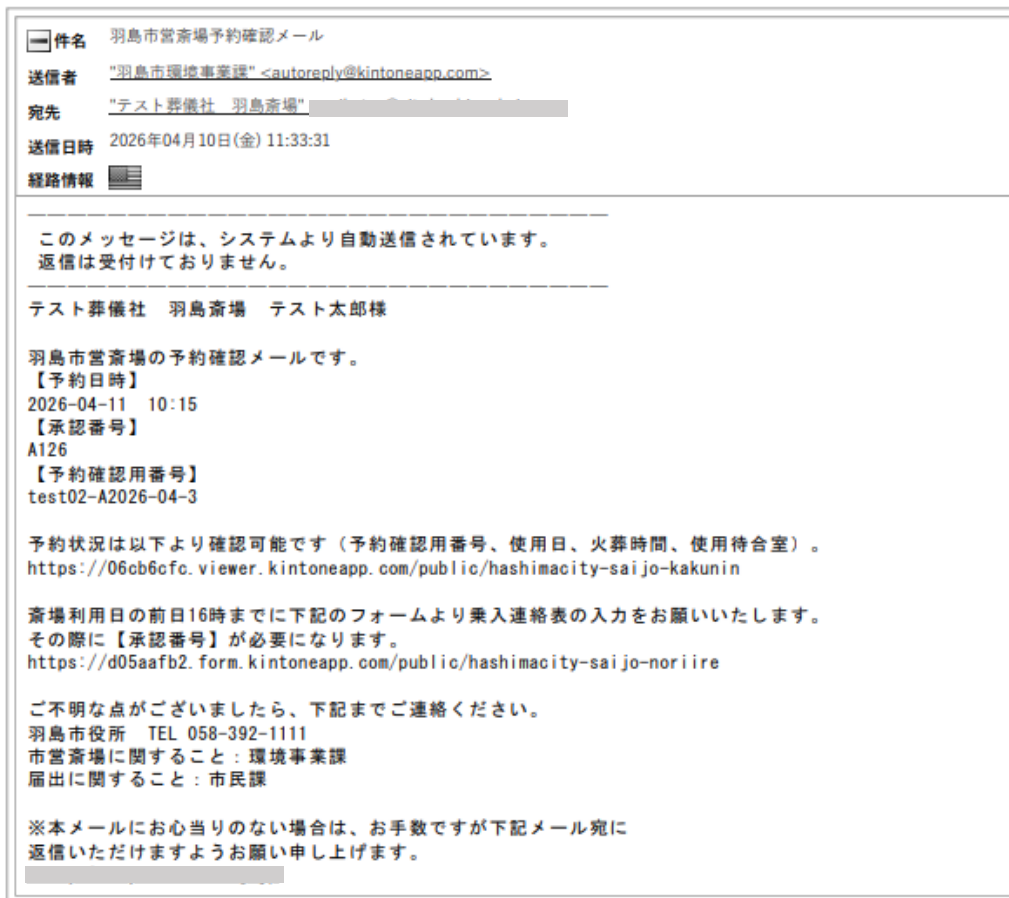 件名 羽島市営斎場予約確認メール
送信者 "羽島市環境事業課" <autoreply@kintoneapp.com>
宛先 "テスト葬儀社　羽島斎場"
送信日時 2026年04月10日(金) 11:33:31
経路情報
このメッセージは、システムより自動送信されています。
返信は受付けておりません。
テスト葬儀社　羽島斎場　テスト太郎様
羽島市営斎場の予約確認メールです。
【予約日時】
2026-04-11　10:15
【承認番号】
A126
【予約確認用番号】
test02-A2026-04-3
予約状況は以下より確認可能です（予約確認用番号、使用日、火葬時間、使用待合室）。
https://06cb6cfc.viewer.kintoneapp.com/public/hashimacity-saijo-kakunin
斎場利用日の前日16時までに下記のフォームより乗入連絡表の入力をお願いいたします。
その際に【承認番号】が必要になります。
https://d05aafb2.form.kintoneapp.com/public/hashimacity-saijo-noriire
ご不明な点がございましたら、下記までご連絡ください。
羽島市役所　TEL 058-392-1111
市営斎場に関すること：環境事業課
届出に関すること：市民課
※本メールにお心当りのない場合は、お手数ですが下記メール宛に
返信いただけますようお願い申し上げます。